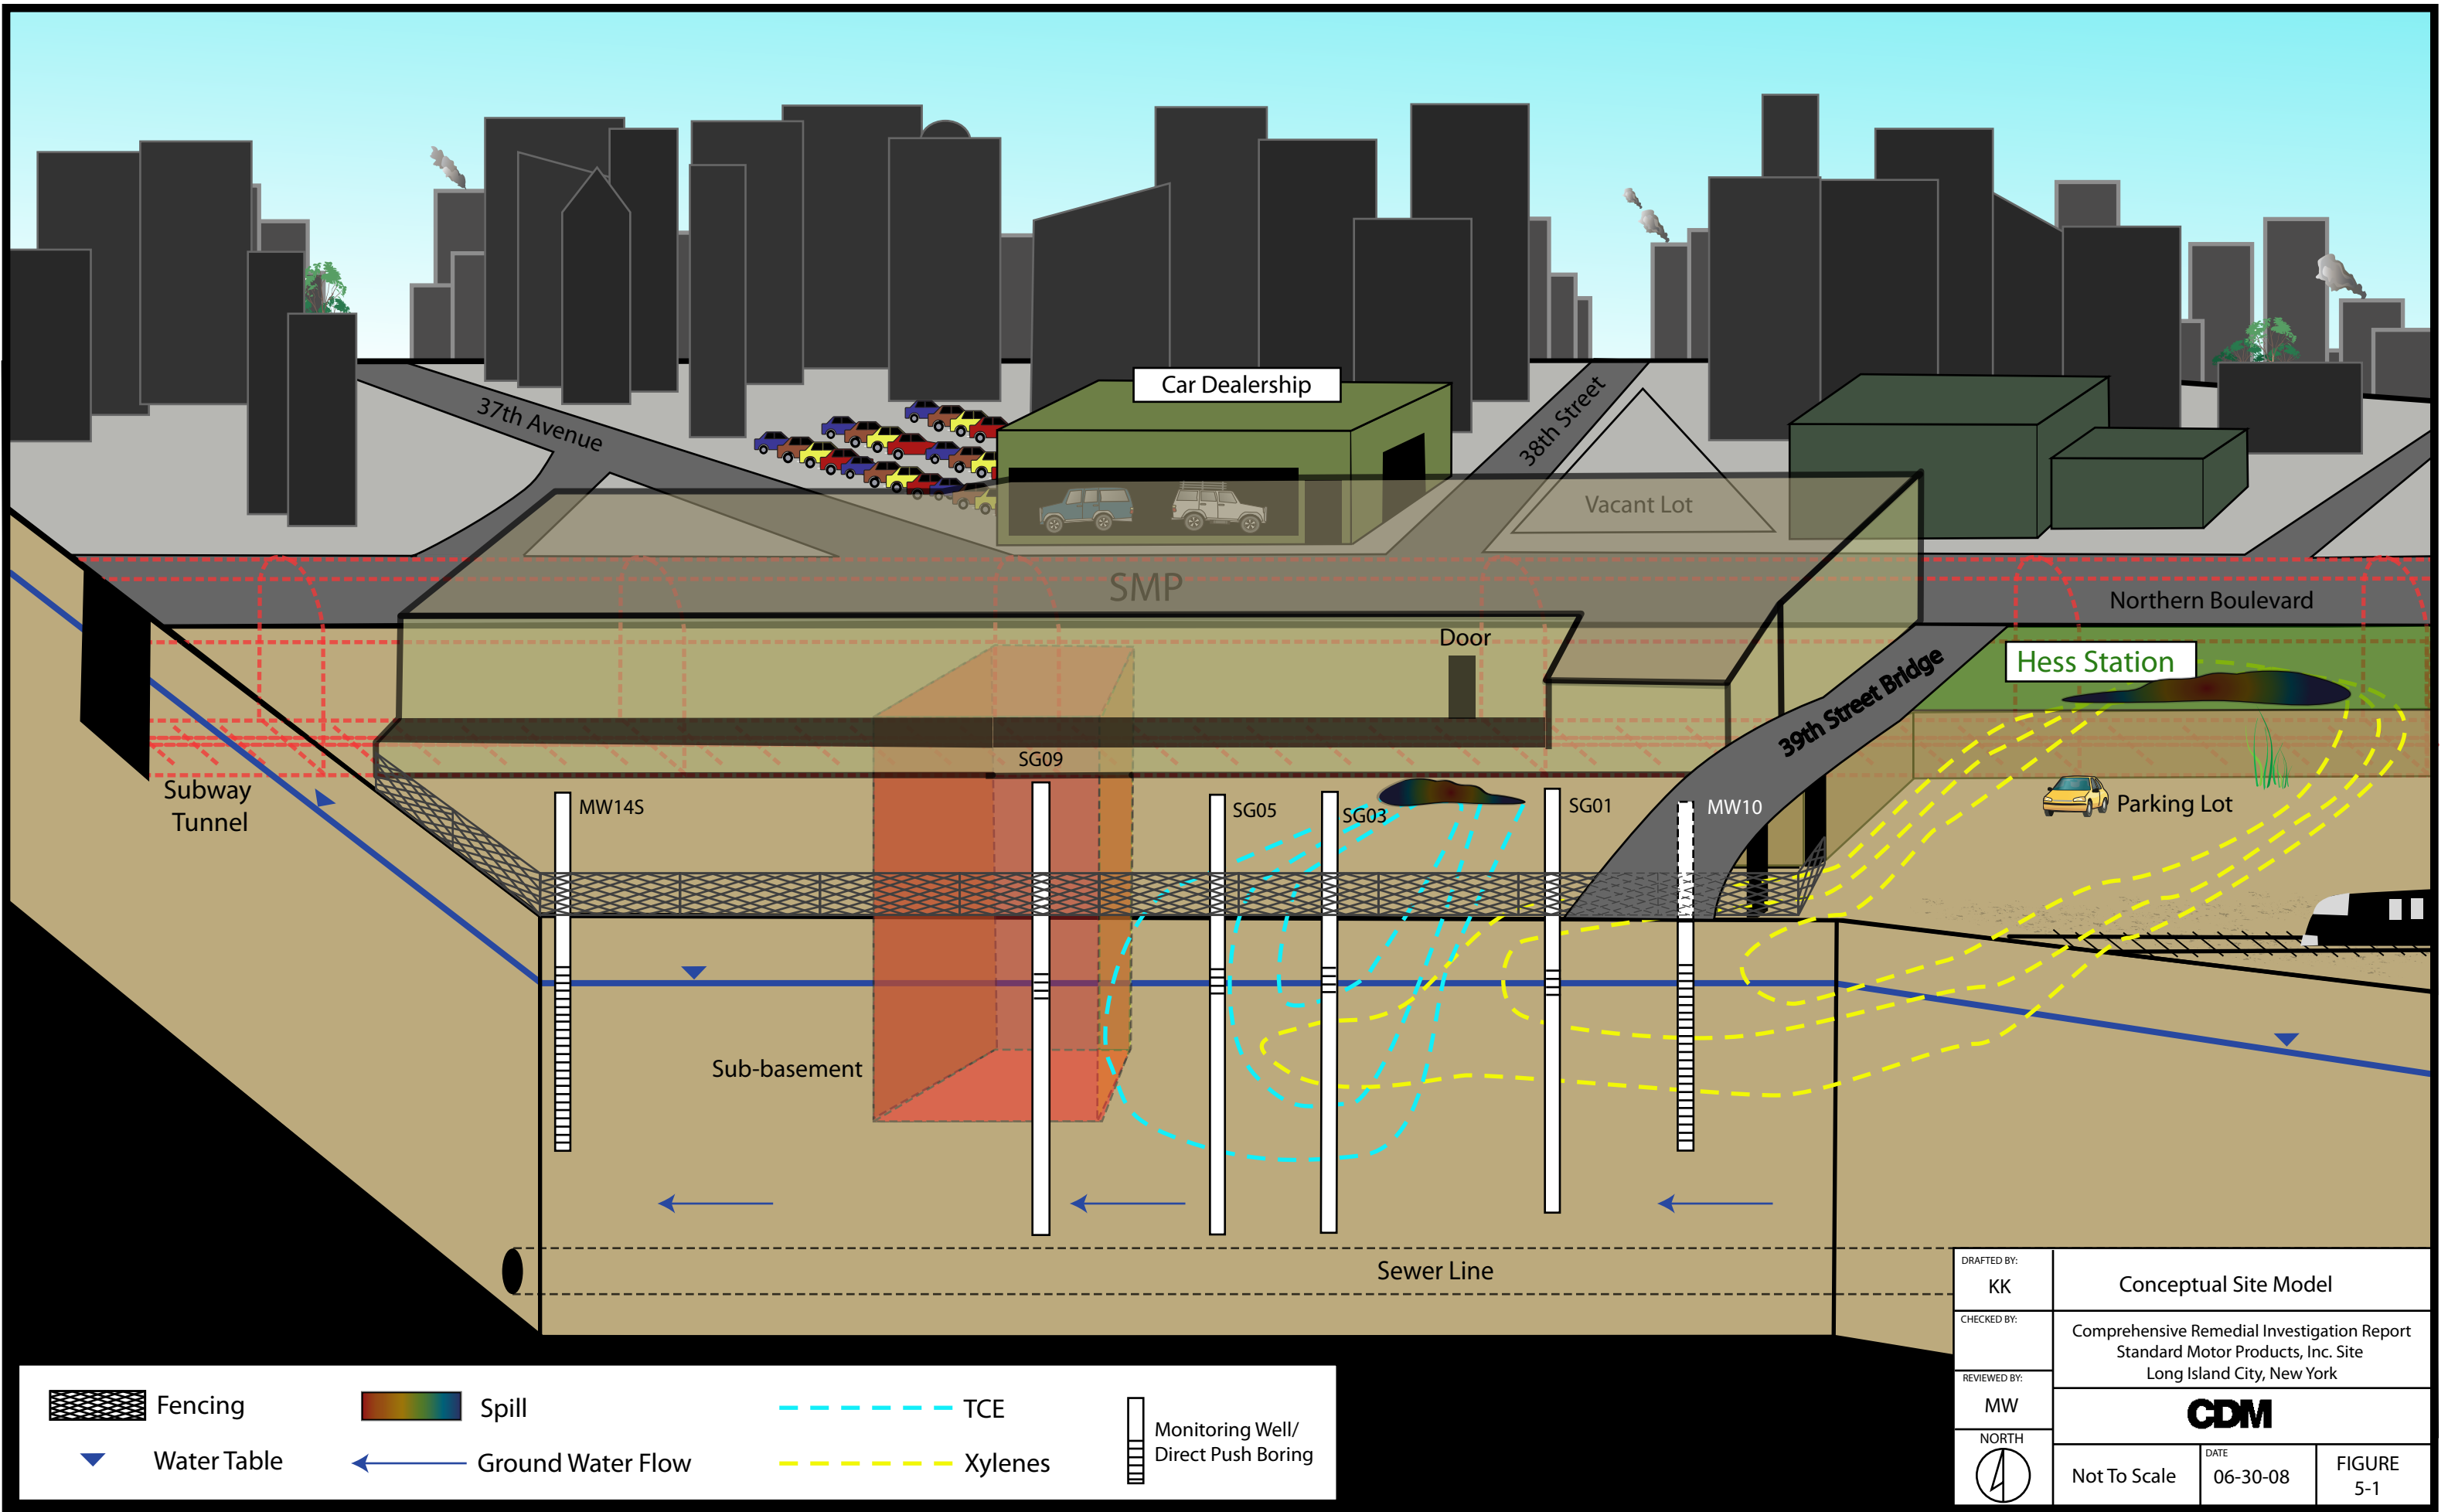 Car Dealership
37th Avenue
38th Street
Vacant Lot
SMP
Northern Boulevard
Door
Hess Station
39th Street Bridge
SG09
Subway
Tunnel
MW14S
SG05
SG03
SG01
MW10
Parking Lot
Sub-basement
Sewer Line
Fencing
Spill
TCE
Monitoring Well/
Direct Push Boring
Water Table
Ground Water Flow
Xylenes
DRAFTED BY:
KK
Conceptual Site Model
CHECKED BY:
Comprehensive Remedial Investigation Report
Standard Motor Products, Inc. Site
Long Island City, New York
REVIEWED BY:
MW
CDM
NORTH
Not To Scale
DATE
06-30-08
FIGURE
5-1